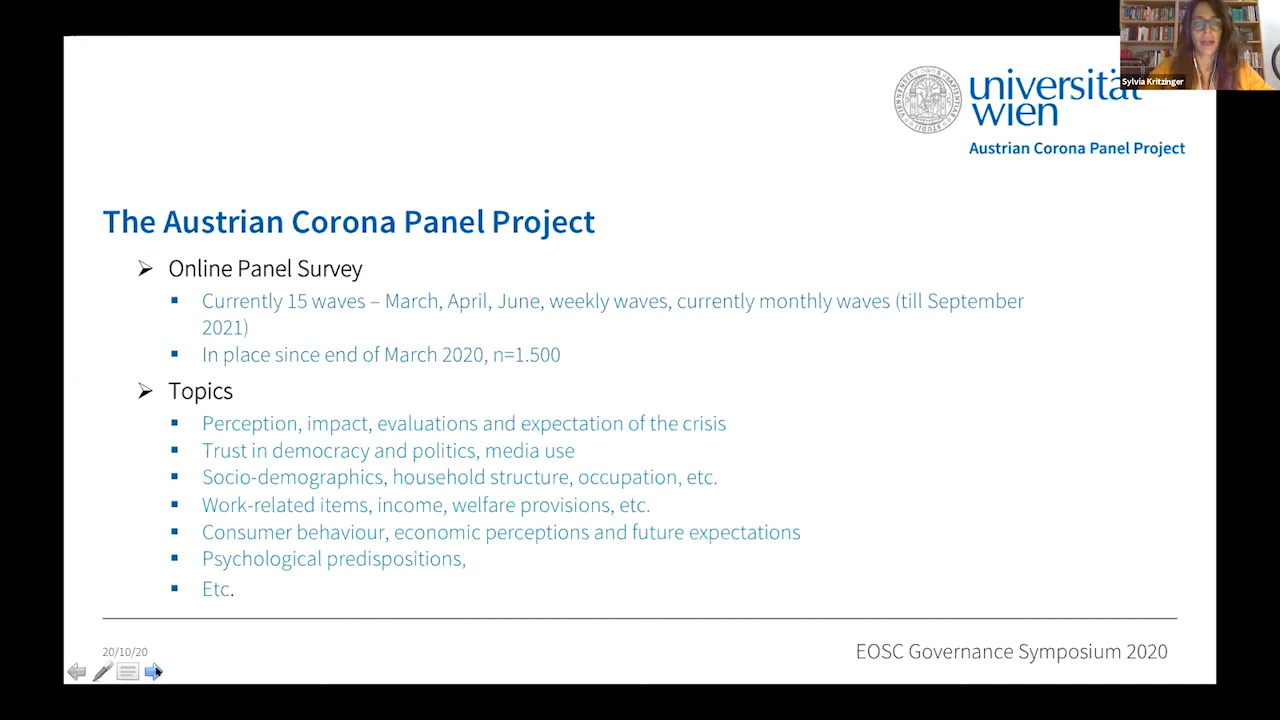 Sylvia Kritzinger
universität
wien
Austrian Corona Panel Project
The Austrian Corona Panel Project
Online Panel Survey
Currently 15 waves – March, April, June, weekly waves, currently monthly waves (till September
2021)
In place since end of March 2020, n=1.500
Topics
Perception, impact, evaluations and expectation of the crisis
Trust in democracy and politics, media use
Socio-demographics, household structure, occupation, etc.
Work-related items, income, welfare provisions, etc.
Consumer behaviour, economic perceptions and future expectations
Psychological predispositions,
Etc.
20/10/20
EOSC Governance Symposium 2020